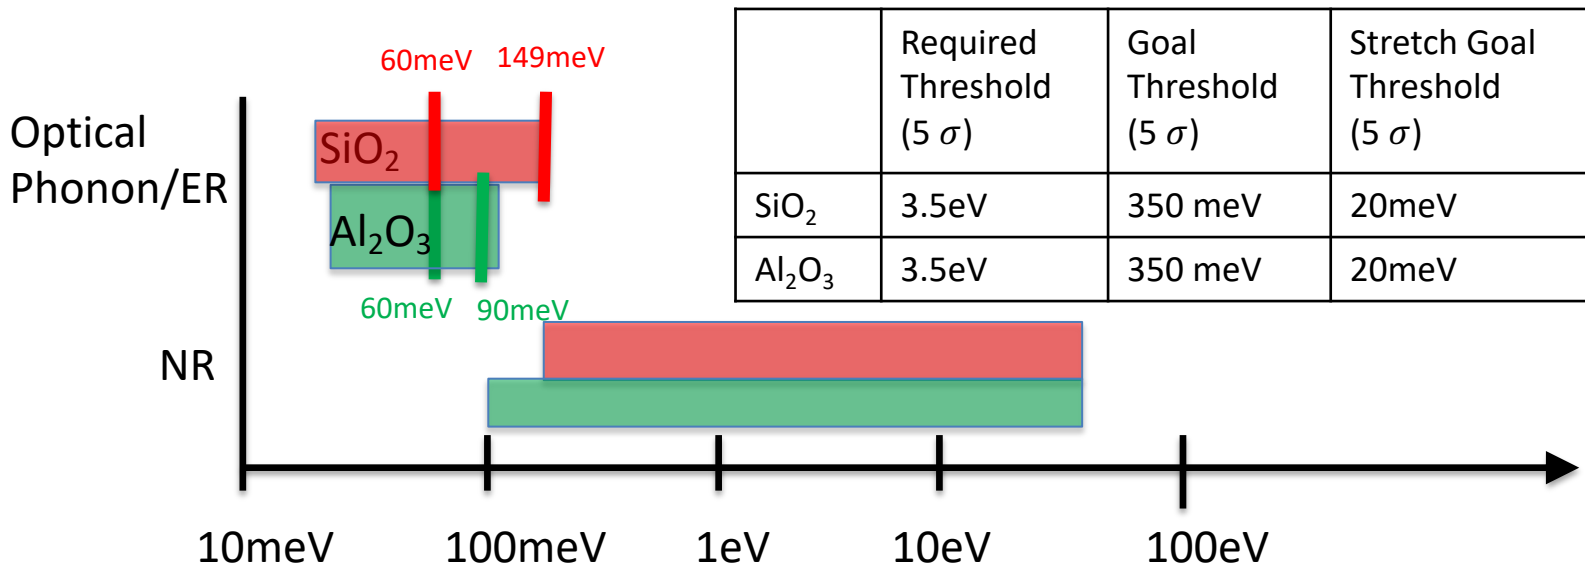 60meV
149meV
Optical
Phonon/ER
SiO₂
Al₂O₃
60meV
90meV
NR
10meV
100meV
1eV
10eV
100eV
Required
Threshold
(5 σ)
Goal
Threshold
(5 σ)
Stretch Goal
Threshold
(5 σ)
SiO₂ 3.5eV 350 meV 20meV
Al₂O₃ 3.5eV 350 meV 20meV